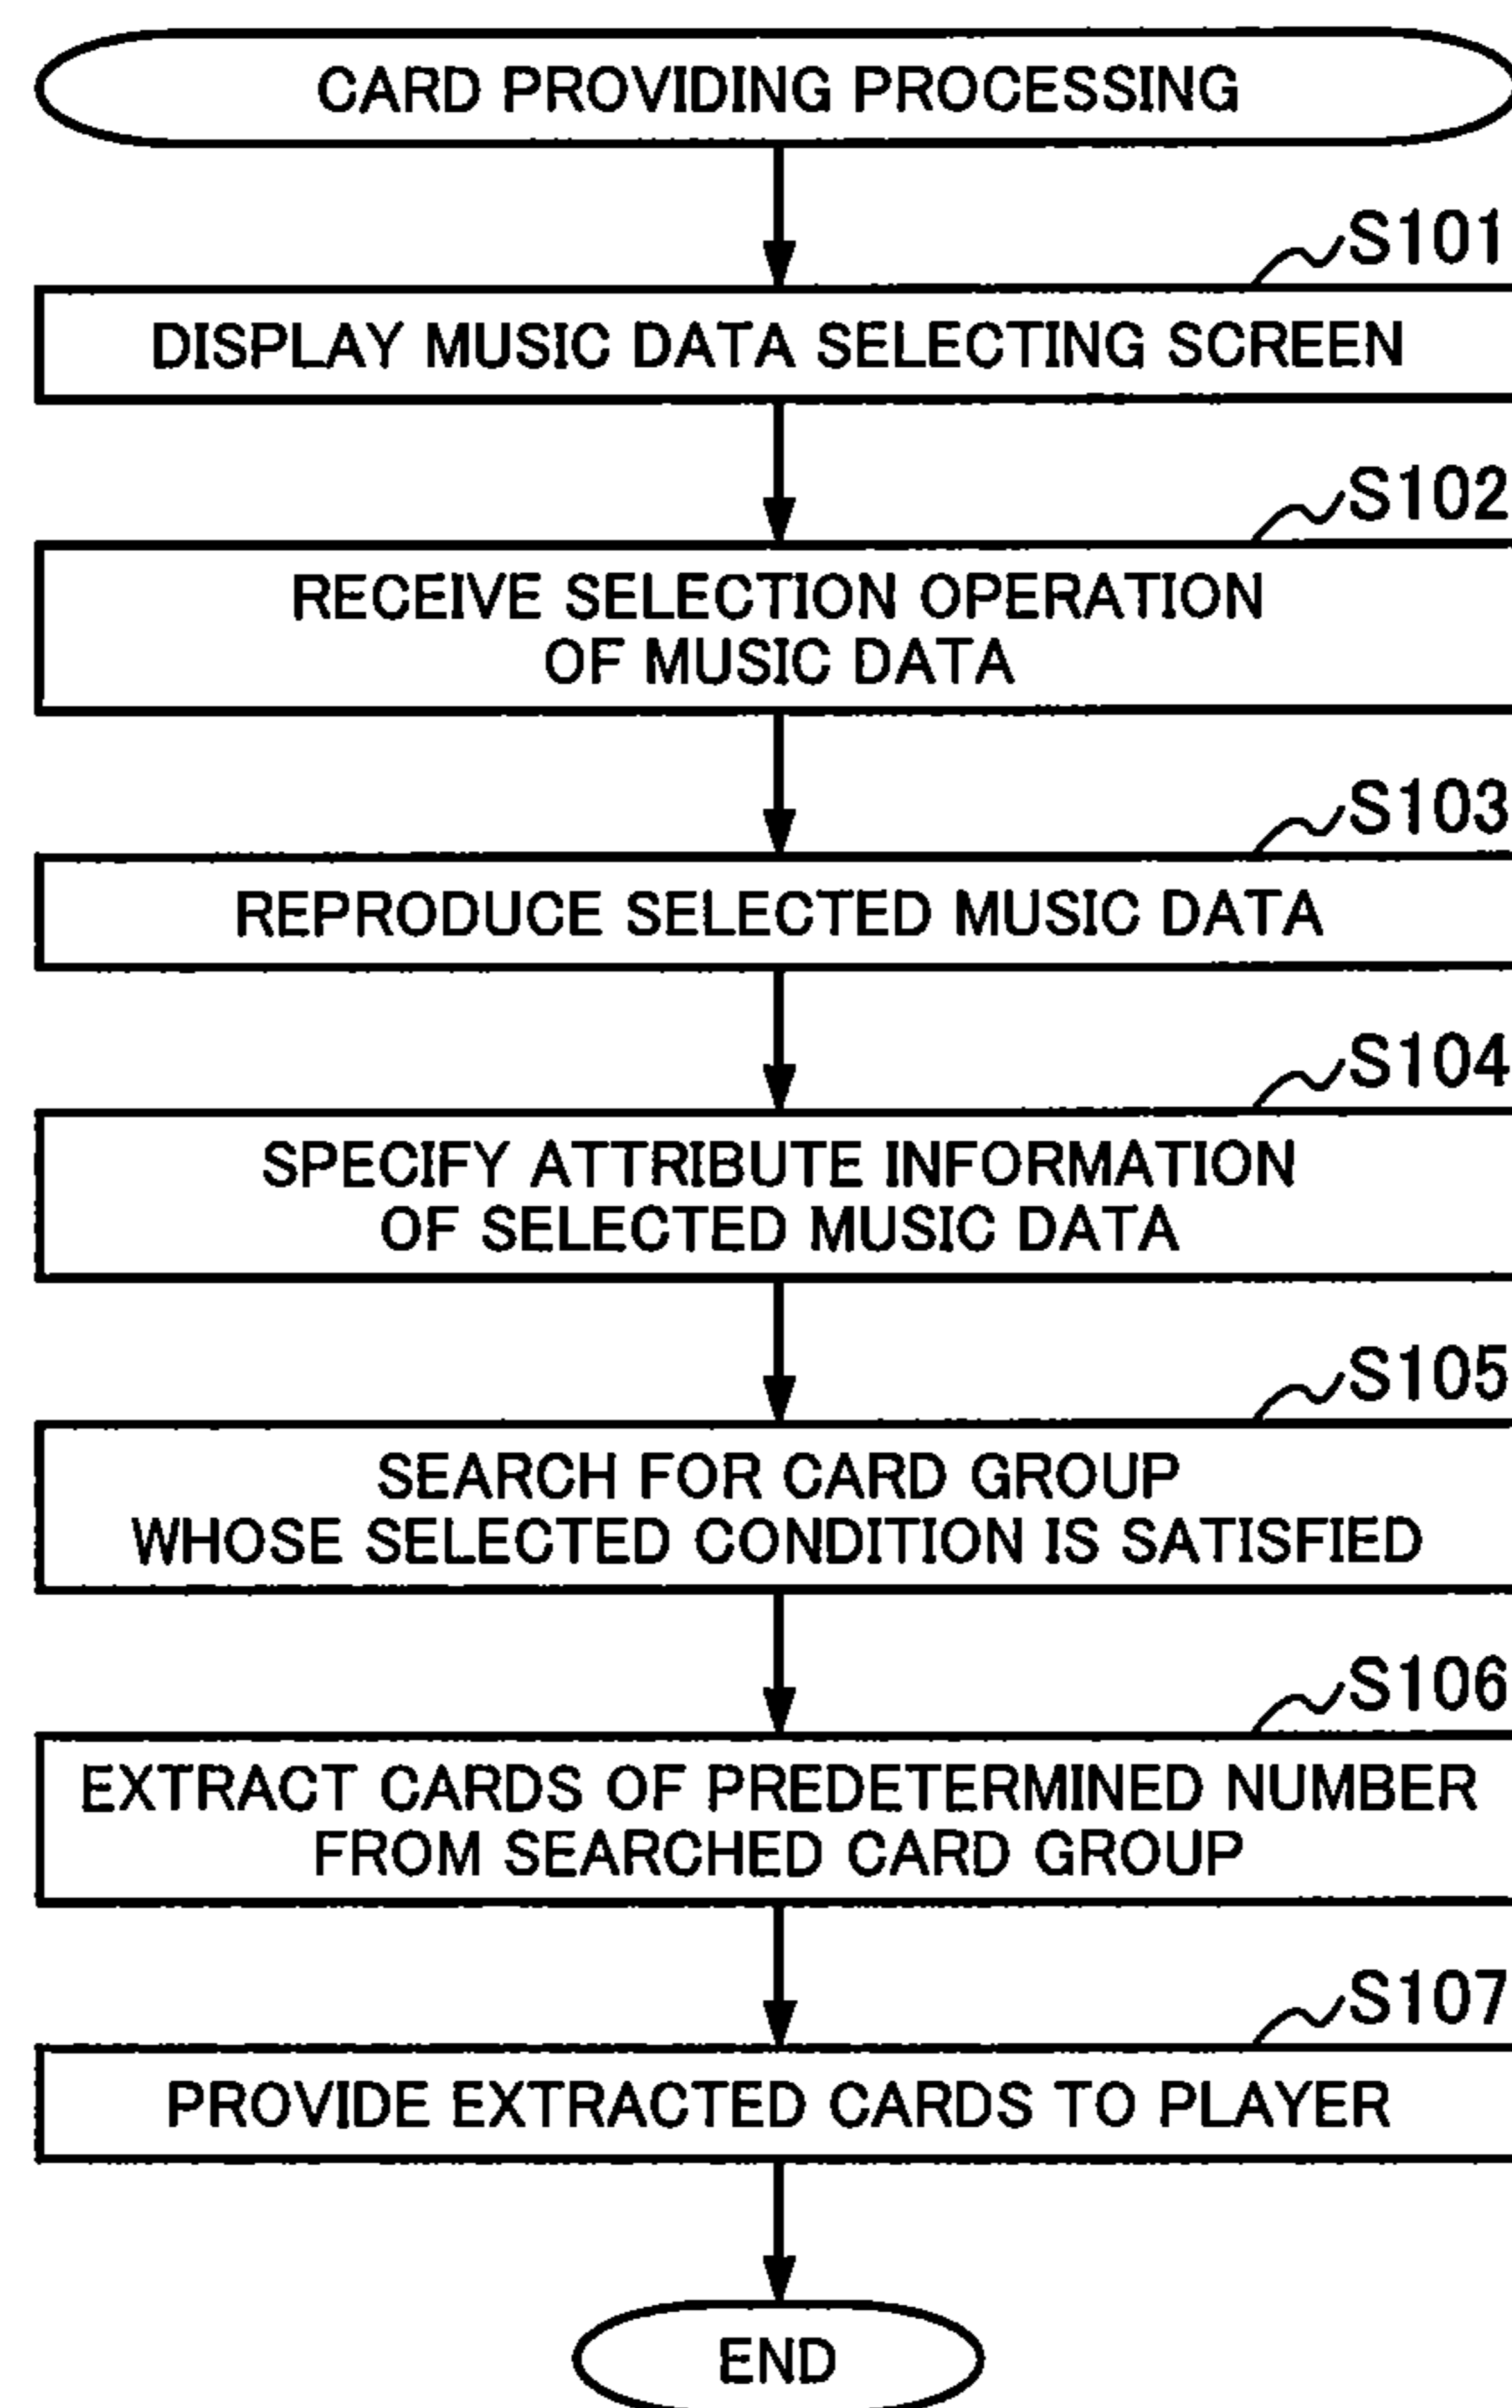 CARD PROVIDING PROCESSING
S101
DISPLAY MUSIC DATA SELECTING SCREEN
S102
RECEIVE SELECTION OPERATION
OF MUSIC DATA
S103
REPRODUCE SELECTED MUSIC DATA
S104
SPECIFY ATTRIBUTE INFORMATION
OF SELECTED MUSIC DATA
S105
SEARCH FOR CARD GROUP
WHOSE SELECTED CONDITION IS SATISFIED
S106
EXTRACT CARDS OF PREDETERMINED NUMBER
FROM SEARCHED CARD GROUP
S107
PROVIDE EXTRACTED CARDS TO PLAYER
END